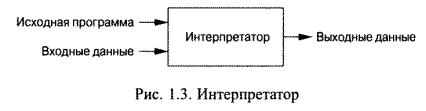 Исходная программа
Входные данные
Интерпретатор
Выходные данные
Рис. 1.3. Интерпретатор